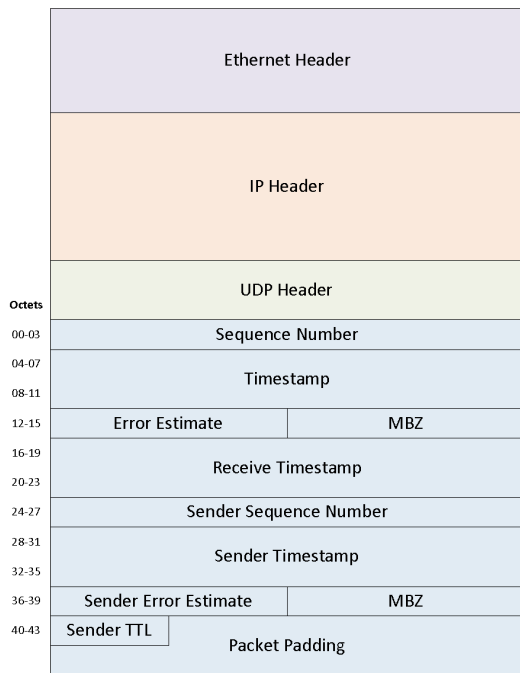 Ethernet Header
IP Header
UDP Header
Octets
00-03
Sequence Number
04-07
Timestamp
08-11
12-15
Error Estimate
MBZ
16-19
Receive Timestamp
20-23
24-27
Sender Sequence Number
28-31
Sender Timestamp
32-35
36-39
Sender Error Estimate
MBZ
40-43
Sender TTL
Packet Padding